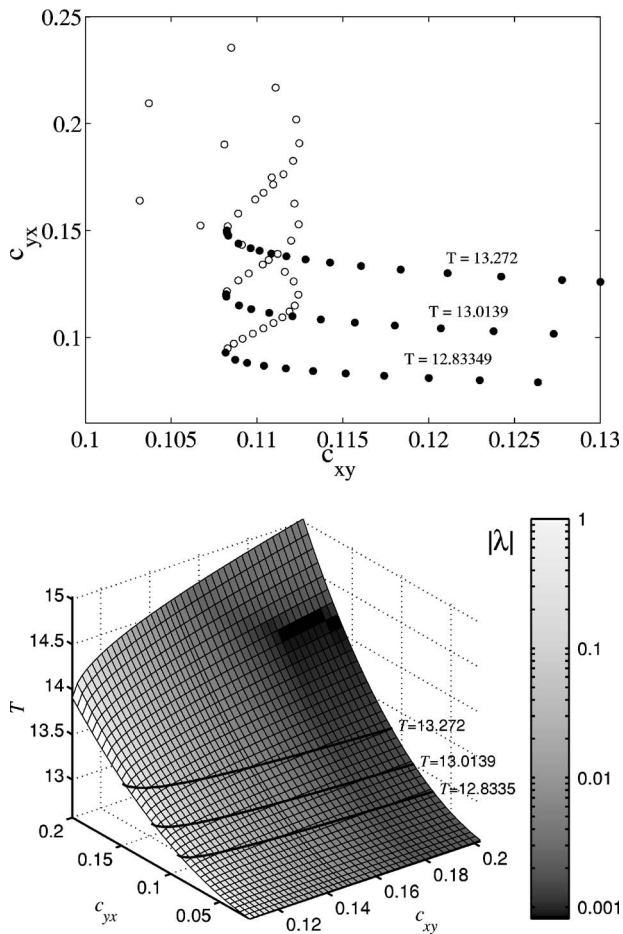 0.25
0.2
0.15
0.1
c_yx
T = 13.272
T = 13.0139
T = 12.83349
0.1 0.105 0.11 0.115 0.12 0.125 0.13
c_xy
|λ|
1
0.1
0.01
0.001
15
14.5
14
13.5
13
T
T=13.272
T=13.0139
T=12.8335
0.2
0.15
0.1
0.05
c_yx
0.12
0.14
0.16
0.18
0.2
c_xy